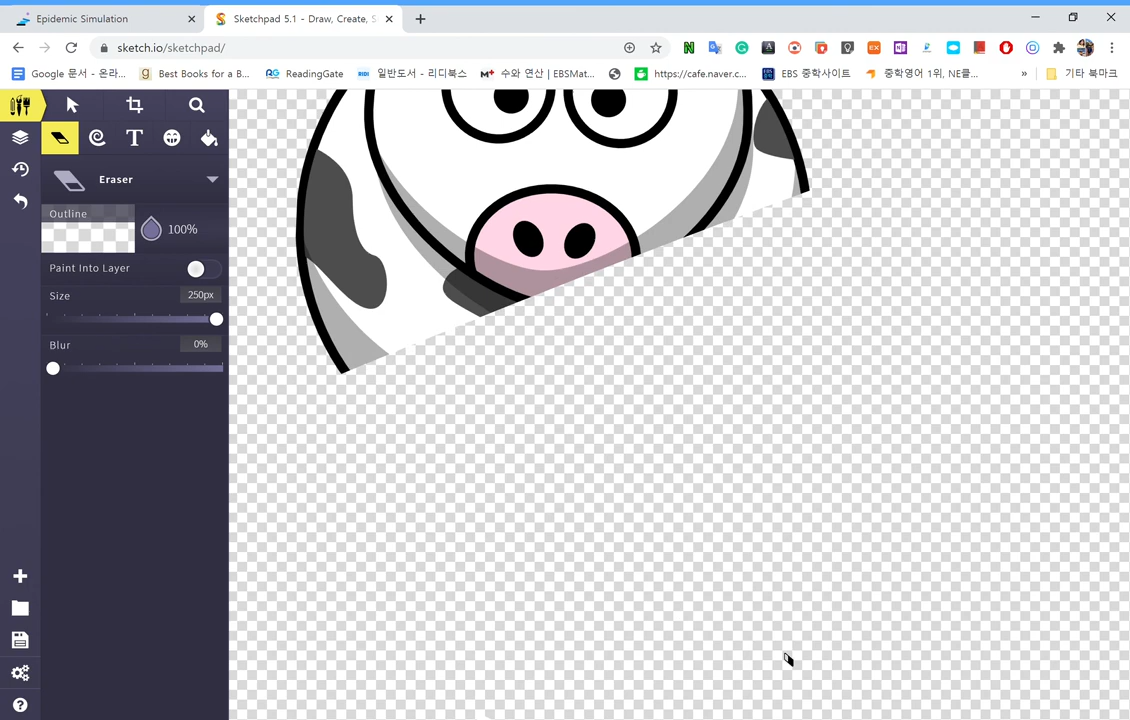 Epidemic Simulation
Sketchpad 5.1 - Draw, Create, S
sketch.io/sketchpad/
Google 문서 - 온라...
Best Books for a B...
ReadingGate
RIDI 일반도서 - 리디북스
수와 연산 | EBSMat...
https://cafe.naver.c...
EBS 중학사이트
중학영어 1위, NE클...
»
기타 북마크
Eraser
Outline
100%
Paint Into Layer
Size
250px
Blur
0%